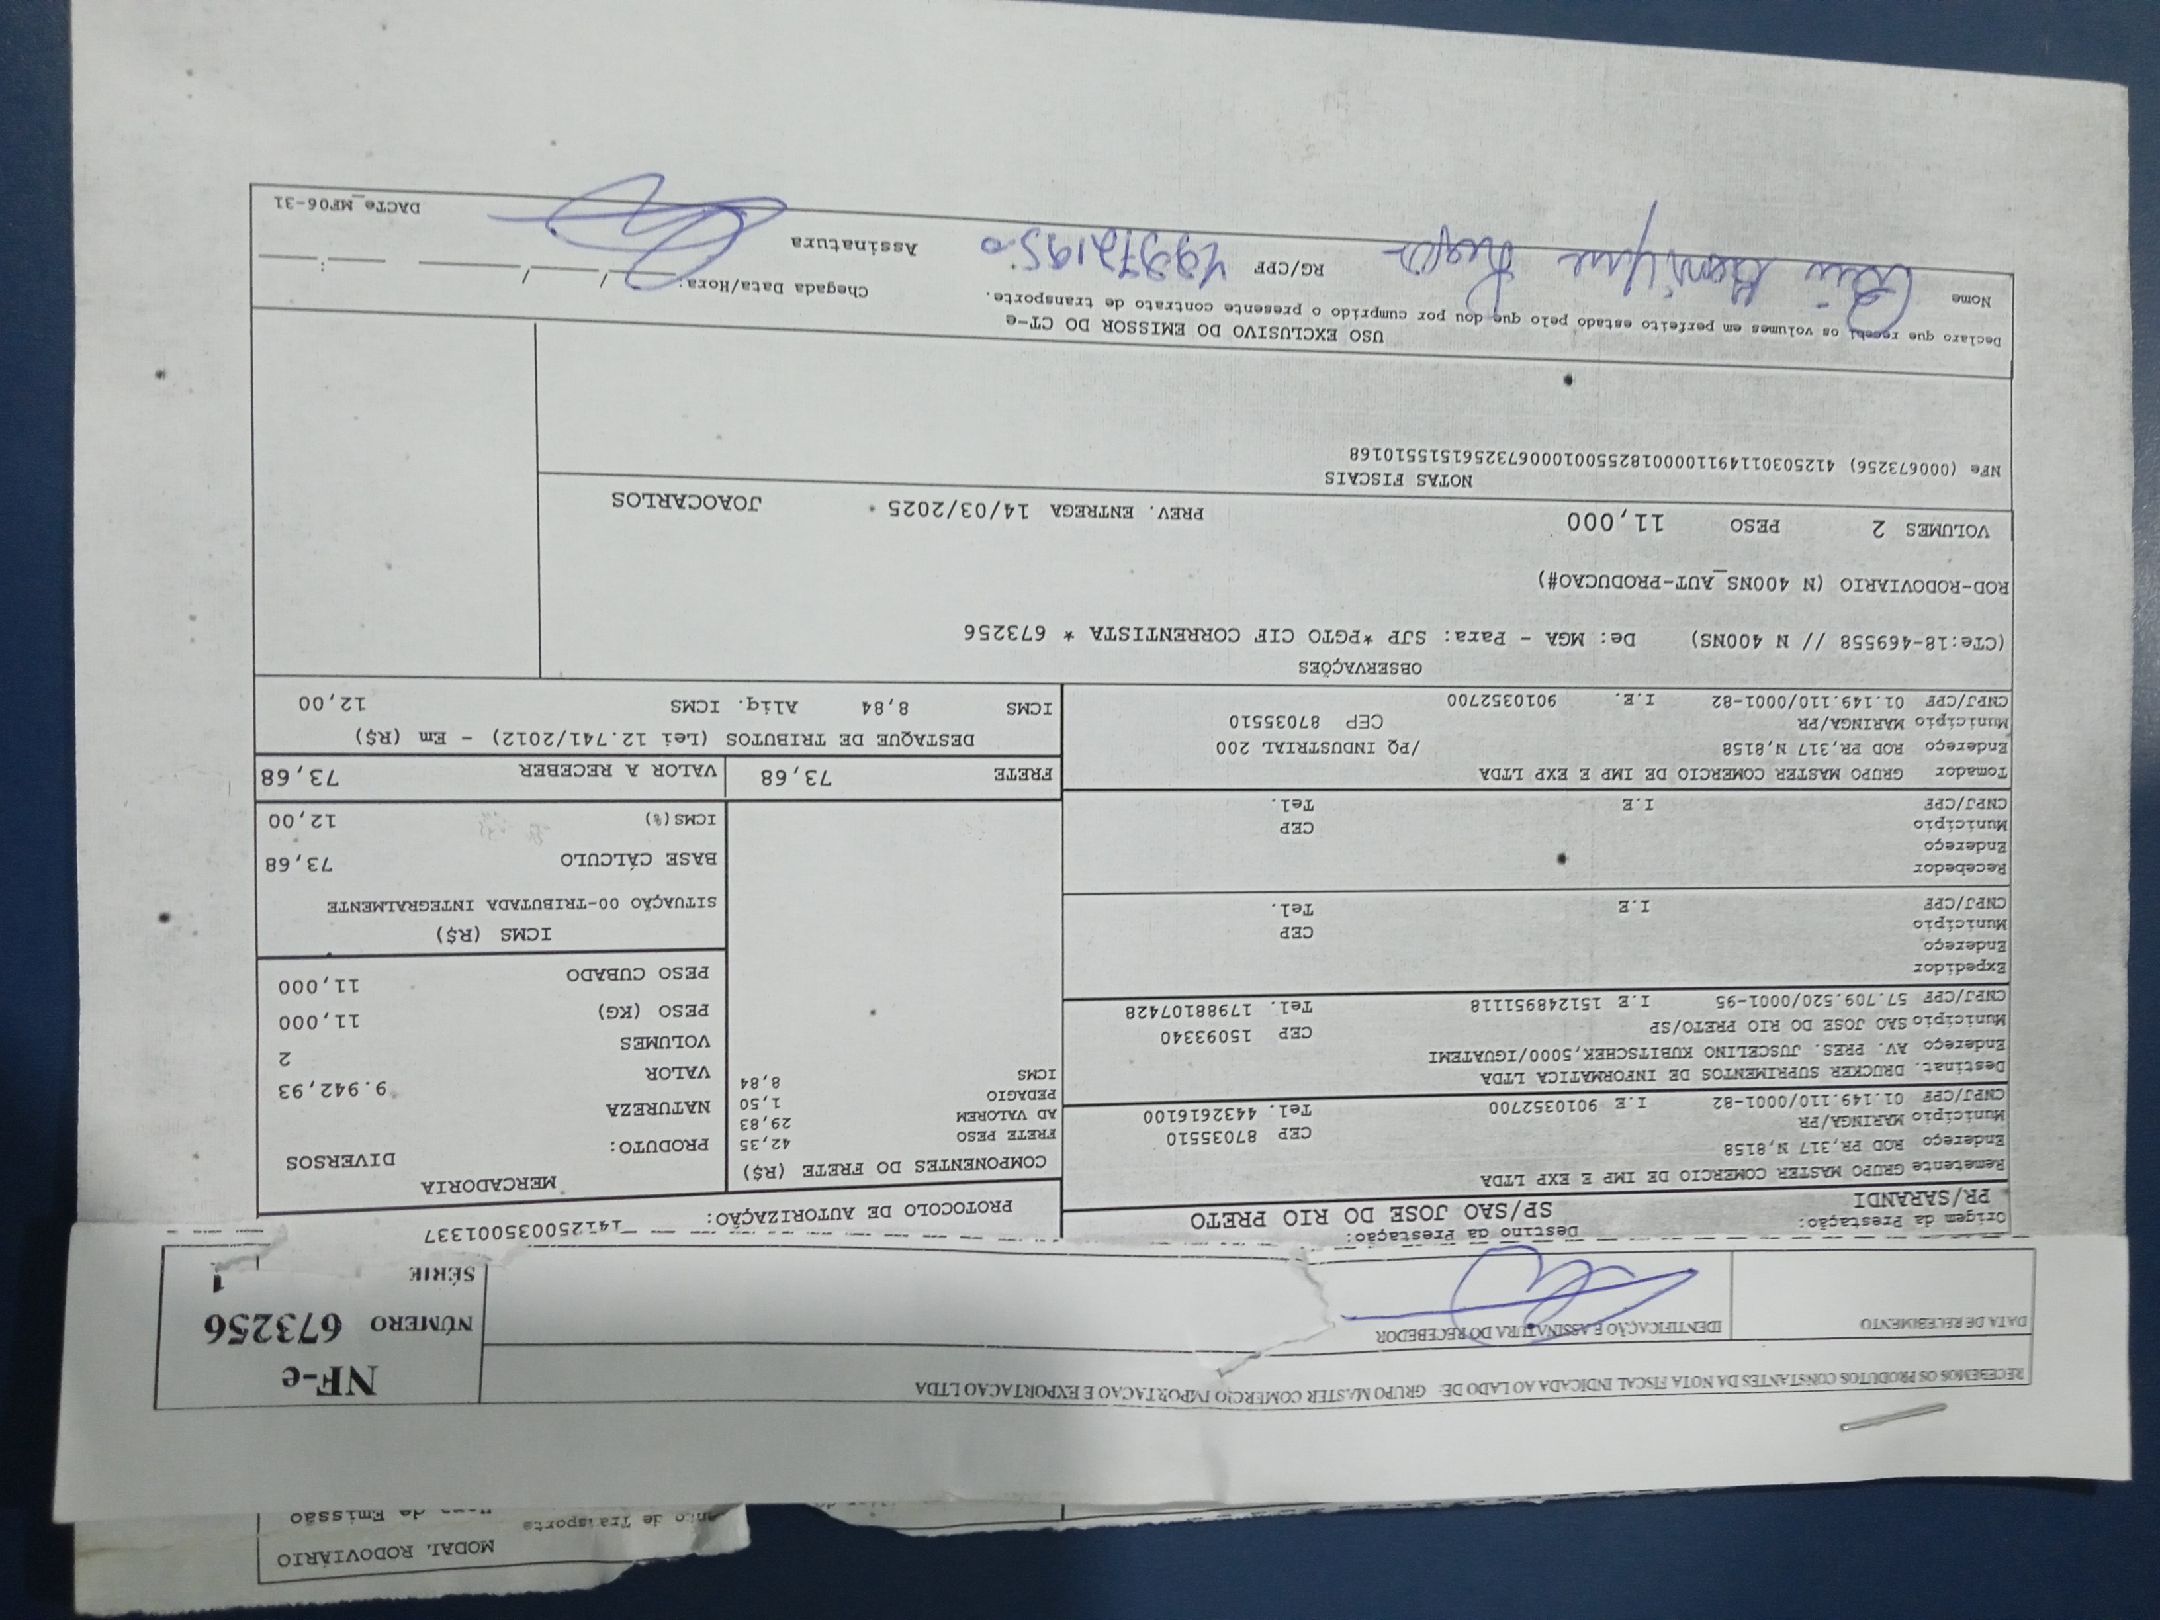 MODAL RODOVIÁRIO
de Transporte
de Emissão
RECEBEMOS OS PRODUTOS CONSTANTES DA NOTA FISCAL INDICADA AO LADO DE: GRUPO MASTER COMERCIO IMPORTACAO E EXPORTACAO LTDA
NF-e
DATA DE RECEBIMENTO
IDENTIFICAÇÃO E ASSINATURA DO RECEBEDOR
NÚMERO 673256
SÉRIE 1
Origem da Prestação:
PR/SARANDI
Destino da Prestação:
SP/SAO JOSE DO RIO PRETO
PROTOCOLO DE AUTORIZAÇÃO: 141250035001337
Remetente GRUPO MASTER COMERCIO DE IMP E EXP LTDA
Endereço ROD PR,317 N,8158
Município MARINGA/PR CEP 87035510
CNPJ/CPF 01.149.110/0001-82 I.E 9010352700 Tel. 4432616100
Destinat. DRUCKER SUPRIMENTOS DE INFORMATICA LTDA
Endereço AV. PRES. JUSCELINO KUBITSCHEK,5000/IGUATEMI
Município SAO JOSE DO RIO PRETO/SP CEP 15093340
CNPJ/CPF 57.709.520/0001-95 I.E 151248951118 Tel. 17988107428
Expedidor
Endereço
Município CEP
CNPJ/CPF I.E Tel.
Recebedor
Endereço
Município CEP
CNPJ/CPF I.E Tel.
Tomador GRUPO MASTER COMERCIO DE IMP E EXP LTDA
Endereço ROD PR,317 N,8158 /PQ INDUSTRIAL 200
Município MARINGA/PR CEP 87035510
CNPJ/CPF 01.149.110/0001-82 I.E. 9010352700
COMPONENTES DO FRETE (R$)
FRETE PESO 42,35
AD VALOREM 29,83
PEDAGIO 1,50
ICMS 8,84
MERCADORIA
PRODUTO: DIVERSOS
NATUREZA
VALOR 9.942,93
VOLUMES 2
PESO (KG) 11,000
PESO CUBADO 11,000
ICMS (R$)
SITUAÇÃO 00-TRIBUTADA INTEGRALMENTE
BASE CÁLCULO 73,68
ICMS(%) 12,00
FRETE 73,68 VALOR A RECEBER 73,68
DESTAQUE DE TRIBUTOS (Lei 12.741/2012) - Em (R$)
ICMS 8,84 Aliq. ICMS 12,00
OBSERVAÇÕES
(CTe:18-469558 // N 400NS) De: MGA - Para: SJP *PGTO CIF CORRENTISTA * 673256
ROD-RODOVIARIO (N 400NS_AUT-PRODUCAO#)
VOLUMES 2 PESO 11,000 PREV. ENTREGA 14/03/2025 JOAOCARLOS
NOTAS FISCAIS
NFe (000673256) 41250301149110000182550010006732561515510168
USO EXCLUSIVO DO EMISSOR DO CT-e
Declaro que recebi os volumes em perfeito estado pelo que dou por cumprido o presente contrato de transporte.
Chegada Data/Hora: / / :
Nome RG/CPF Assinatura
DACTe_MF06-31